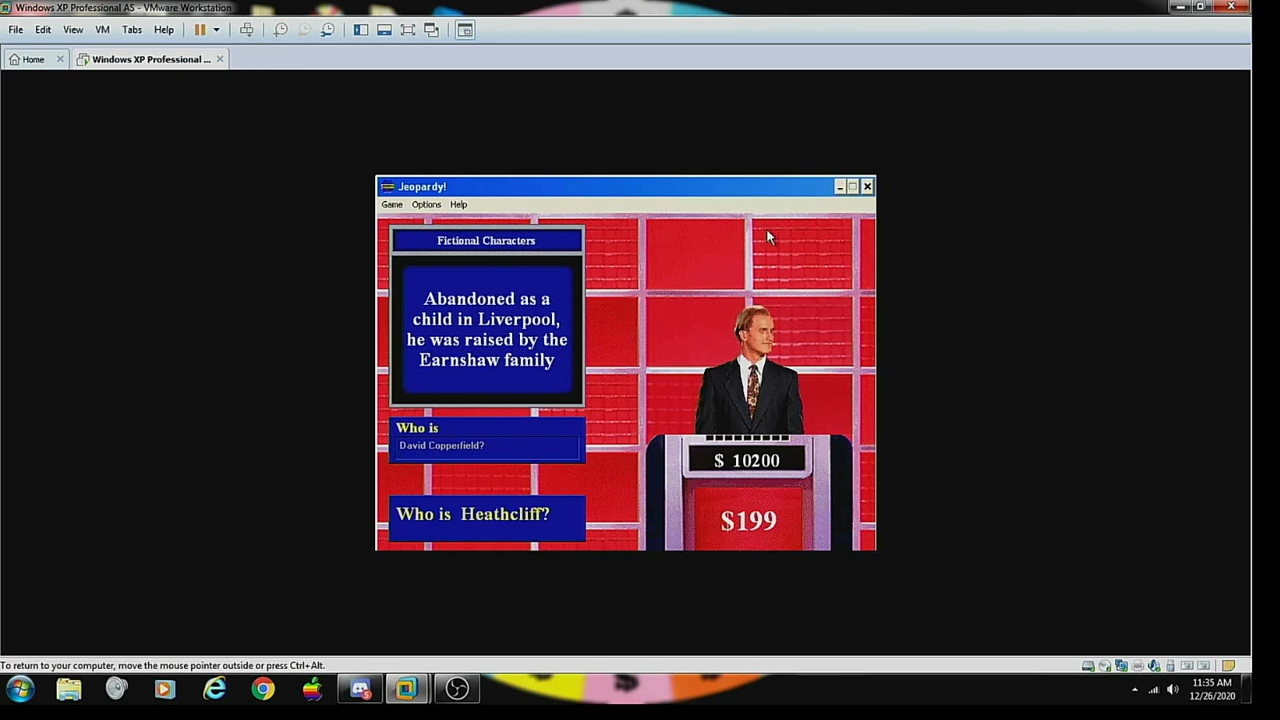 Windows XP Professional AS - VMware Workstation
File Edit View VM Tabs Help
Home
Windows XP Professional ...
Jeopardy!
Game Options Help
Fictional Characters
Abandoned as a
child in Liverpool,
he was raised by the
Earnshaw family
Who is
David Copperfield?
$ 10200
Who is Heathcliff?
$199
To return to your computer, move the mouse pointer outside or press Ctrl+Alt.
5
11:35 AM
12/26/2020